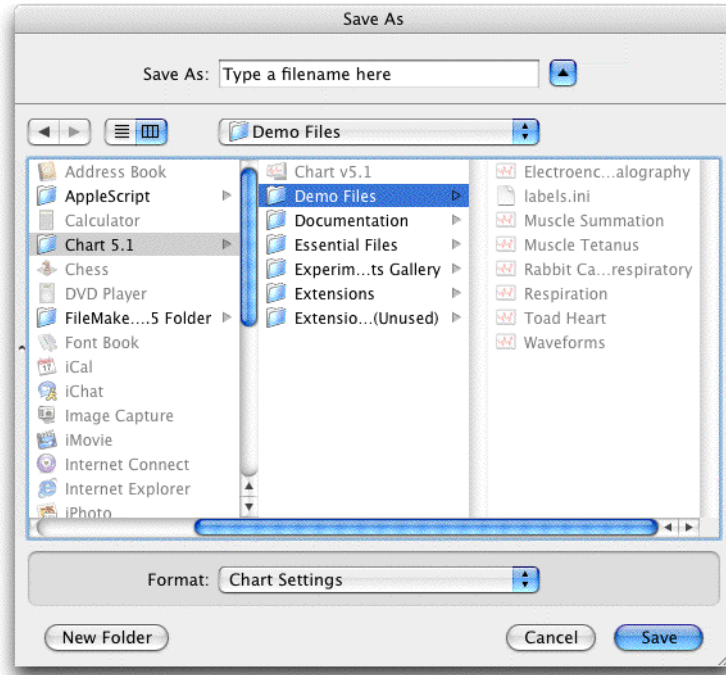 Save As
Save As: Type a filename here
Demo Files
Address Book
AppleScript
Calculator
Chart 5.1
Chess
DVD Player
FileMake....5 Folder
Font Book
iCal
iChat
Image Capture
iMovie
Internet Connect
Internet Explorer
iPhoto
Chart v5.1
Demo Files
Documentation
Essential Files
Experim...ts Gallery
Extensions
Extensio...(Unused)
Electroenc...alography
labels.ini
Muscle Summation
Muscle Tetanus
Rabbit Ca...respiratory
Respiration
Toad Heart
Waveforms
Format: Chart Settings
New Folder
Cancel
Save